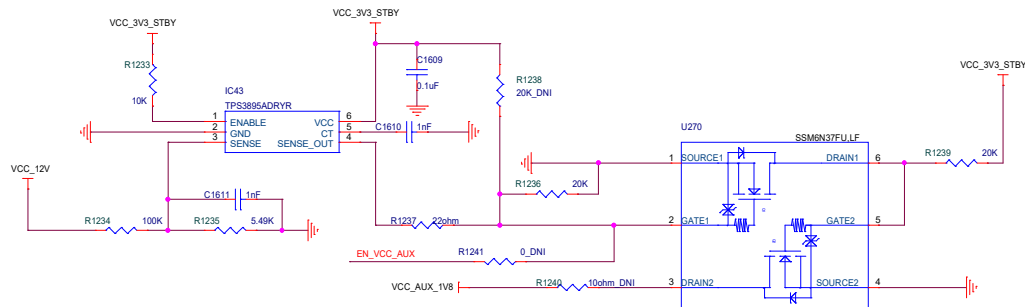 VCC_3V3_STBY
VCC_3V3_STBY
R1233
10K
IC43
TPS3895ADRYR
1 ENABLE VCC 6
2 GND CT 5
3 SENSE SENSE_OUT 4
C1609
0.1uF
C1610 1nF
R1238
20K_DNI
VCC_3V3_STBY
U270
SSM6N37FU,LF
1 SOURCE1 DRAIN1 6
R1239 20K
R1236
20K
VCC_12V
C1611 1nF
R1234 100K
R1235 5.49K
R1237 22ohm
2 GATE1 GATE2 5
EN_VCC_AUX
R1241 0_DNI
VCC_AUX_1V8
R1240 10ohm_DNI
3 DRAIN2 SOURCE2 4